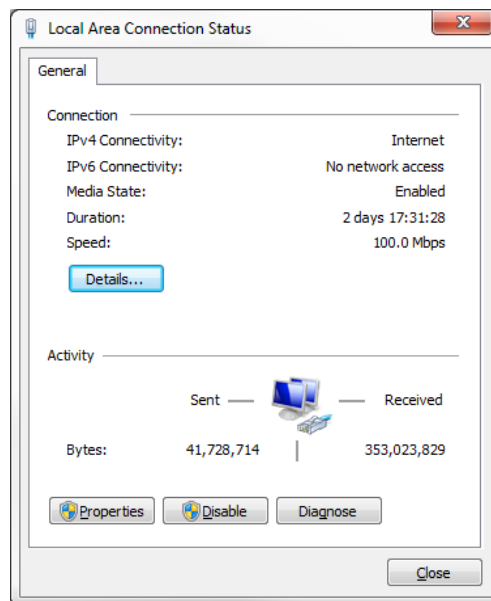 Local Area Connection Status
General
Connection
IPv4 Connectivity: Internet
IPv6 Connectivity: No network access
Media State: Enabled
Duration: 2 days 17:31:28
Speed: 100.0 Mbps
Details...
Activity
Sent Received
Bytes: 41,728,714 353,023,829
Properties Disable Diagnose
Close